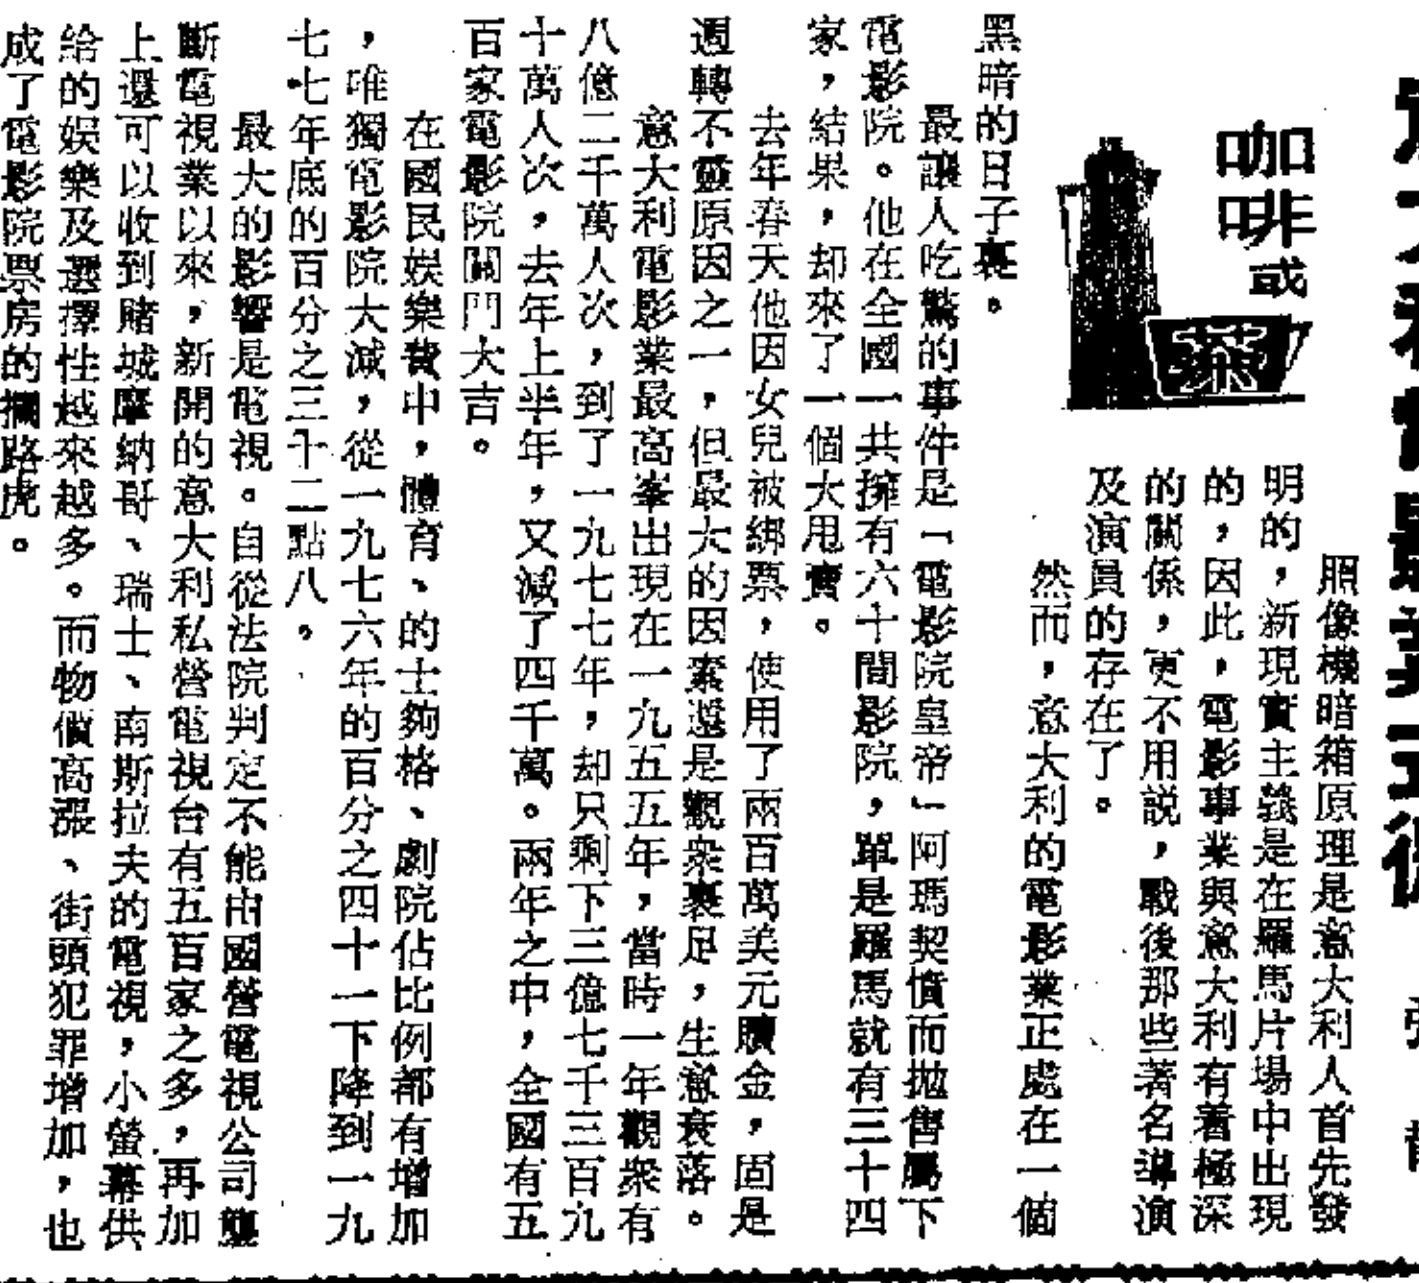 咖啡或茶
照像機暗箱原理是意大利人首先發
明的，新現實主義是在羅馬片場中出現
的，因此，電影事業與意大利有着極深
的關係，更不用説，戰後那些著名導演
及演員的存在了。
然而，意大利的電影業正處在一個
黑暗的日子裏。
最讓人吃驚的事件是「電影院皇帝」阿瑪契憤而拋售屬下
電影院。他在全國一共擁有六十間影院，單是羅馬就有三十四
家，結果，却來了一個大甩賣。
去年春天他因女兒被綁票，使用了兩百萬美元贖金，固是
週轉不靈原因之一，但最大的因素還是觀衆裹足，生意衰落。
意大利電影業最高峯出現在一九五五年，當時一年觀衆有
八億二千萬人次，到了一九七七年，却只剩下三億七千三百九
十萬人次，去年上半年，又減了四千萬。兩年之中，全國有五
百家電影院關門大吉。
在國民娱樂費中，體育、的士夠格、劇院佔比例都有增加
，唯獨電影院大減，從一九七六年的百分之四十一下降到一九
七七年底的百分之三十二點八。
最大的影響是電視。自從法院判定不能由國營電視公司壟
斷電視業以來，新開的意大利私營電視台有五百家之多，再加
上還可以收到賭城摩納哥、瑞士、南斯拉夫的電視，小螢幕供
給的娱樂及選擇性越來越多。而物價高漲、街頭犯罪增加，也
成了電影院票房的攔路虎。